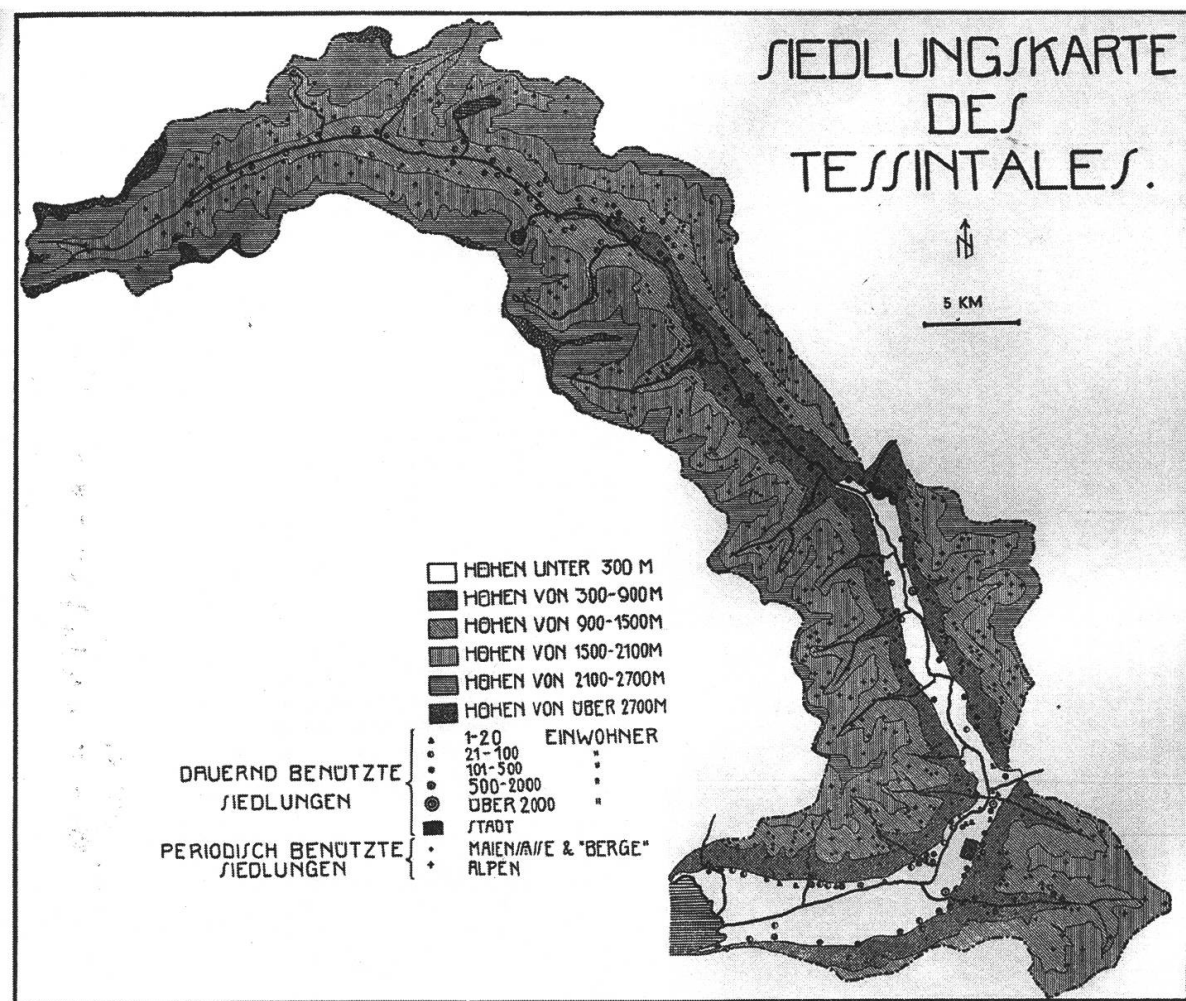 SIEDLUNGSKARTE
DES
TESSINTALES.
N
5 KM
HÖHEN UNTER 300 M
HÖHEN VON 300-900M
HÖHEN VON 900-1500M
HÖHEN VON 1500-2100M
HÖHEN VON 2100-2700M
HÖHEN VON ÜBER 2700M
DAUERND BENÜTZTE SIEDLUNGEN
1-20 EINWOHNER
21-100 "
101-500 "
500-2000 "
ÜBER 2000 "
STADT
PERIODISCH BENÜTZTE SIEDLUNGEN
MAIENSÄSSE & "BERGE"
ALPEN